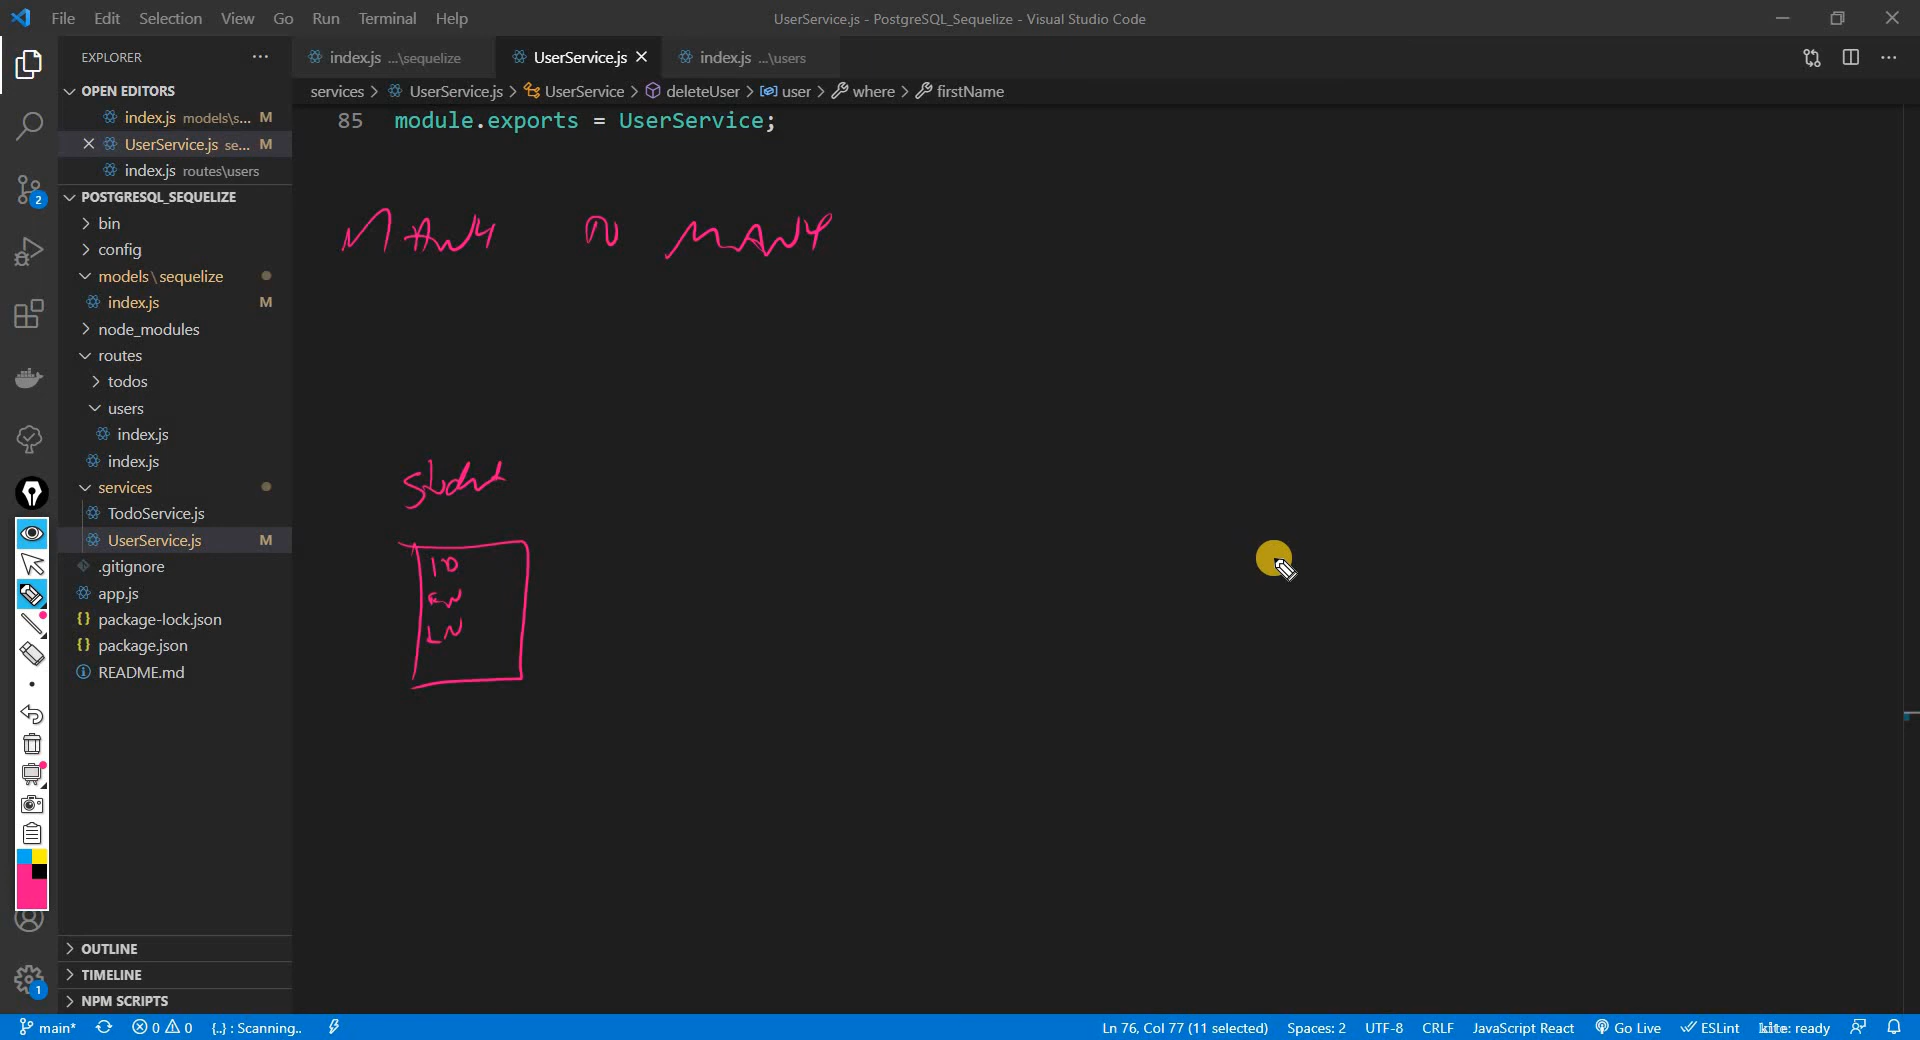 File Edit Selection View Go Run Terminal Help
UserService.js - PostgreSQL_Sequelize - Visual Studio Code
EXPLORER
index.js ...\sequelize
UserService.js
index.js ...\users
services > UserService.js > UserService > deleteUser > user > where > firstName
OPEN EDITORS
index.js models\s... M
UserService.js se... M
index.js routes\users
POSTGRESQL_SEQUELIZE
bin
config
models\sequelize
index.js M
node_modules
routes
todos
users
index.js
index.js
services
TodoService.js
UserService.js M
.gitignore
app.js
package-lock.json
package.json
README.md
OUTLINE
TIMELINE
NPM SCRIPTS
2
1
85 module.exports = UserService;
MANY MANY
Student
ID
FN
LN
main* 0 0 {..} : Scanning..
Ln 76, Col 77 (11 selected) Spaces: 2 UTF-8 CRLF JavaScript React Go Live ESLint kite: ready